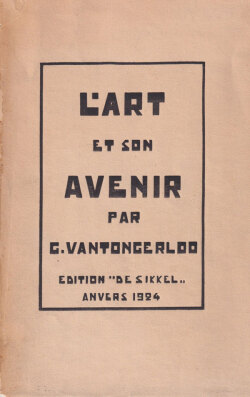 L'ART
ET SON
AVENIR
PAR
G. VANTONGERLOO
EDITION "DE SIKKEL„
ANVERS 1924